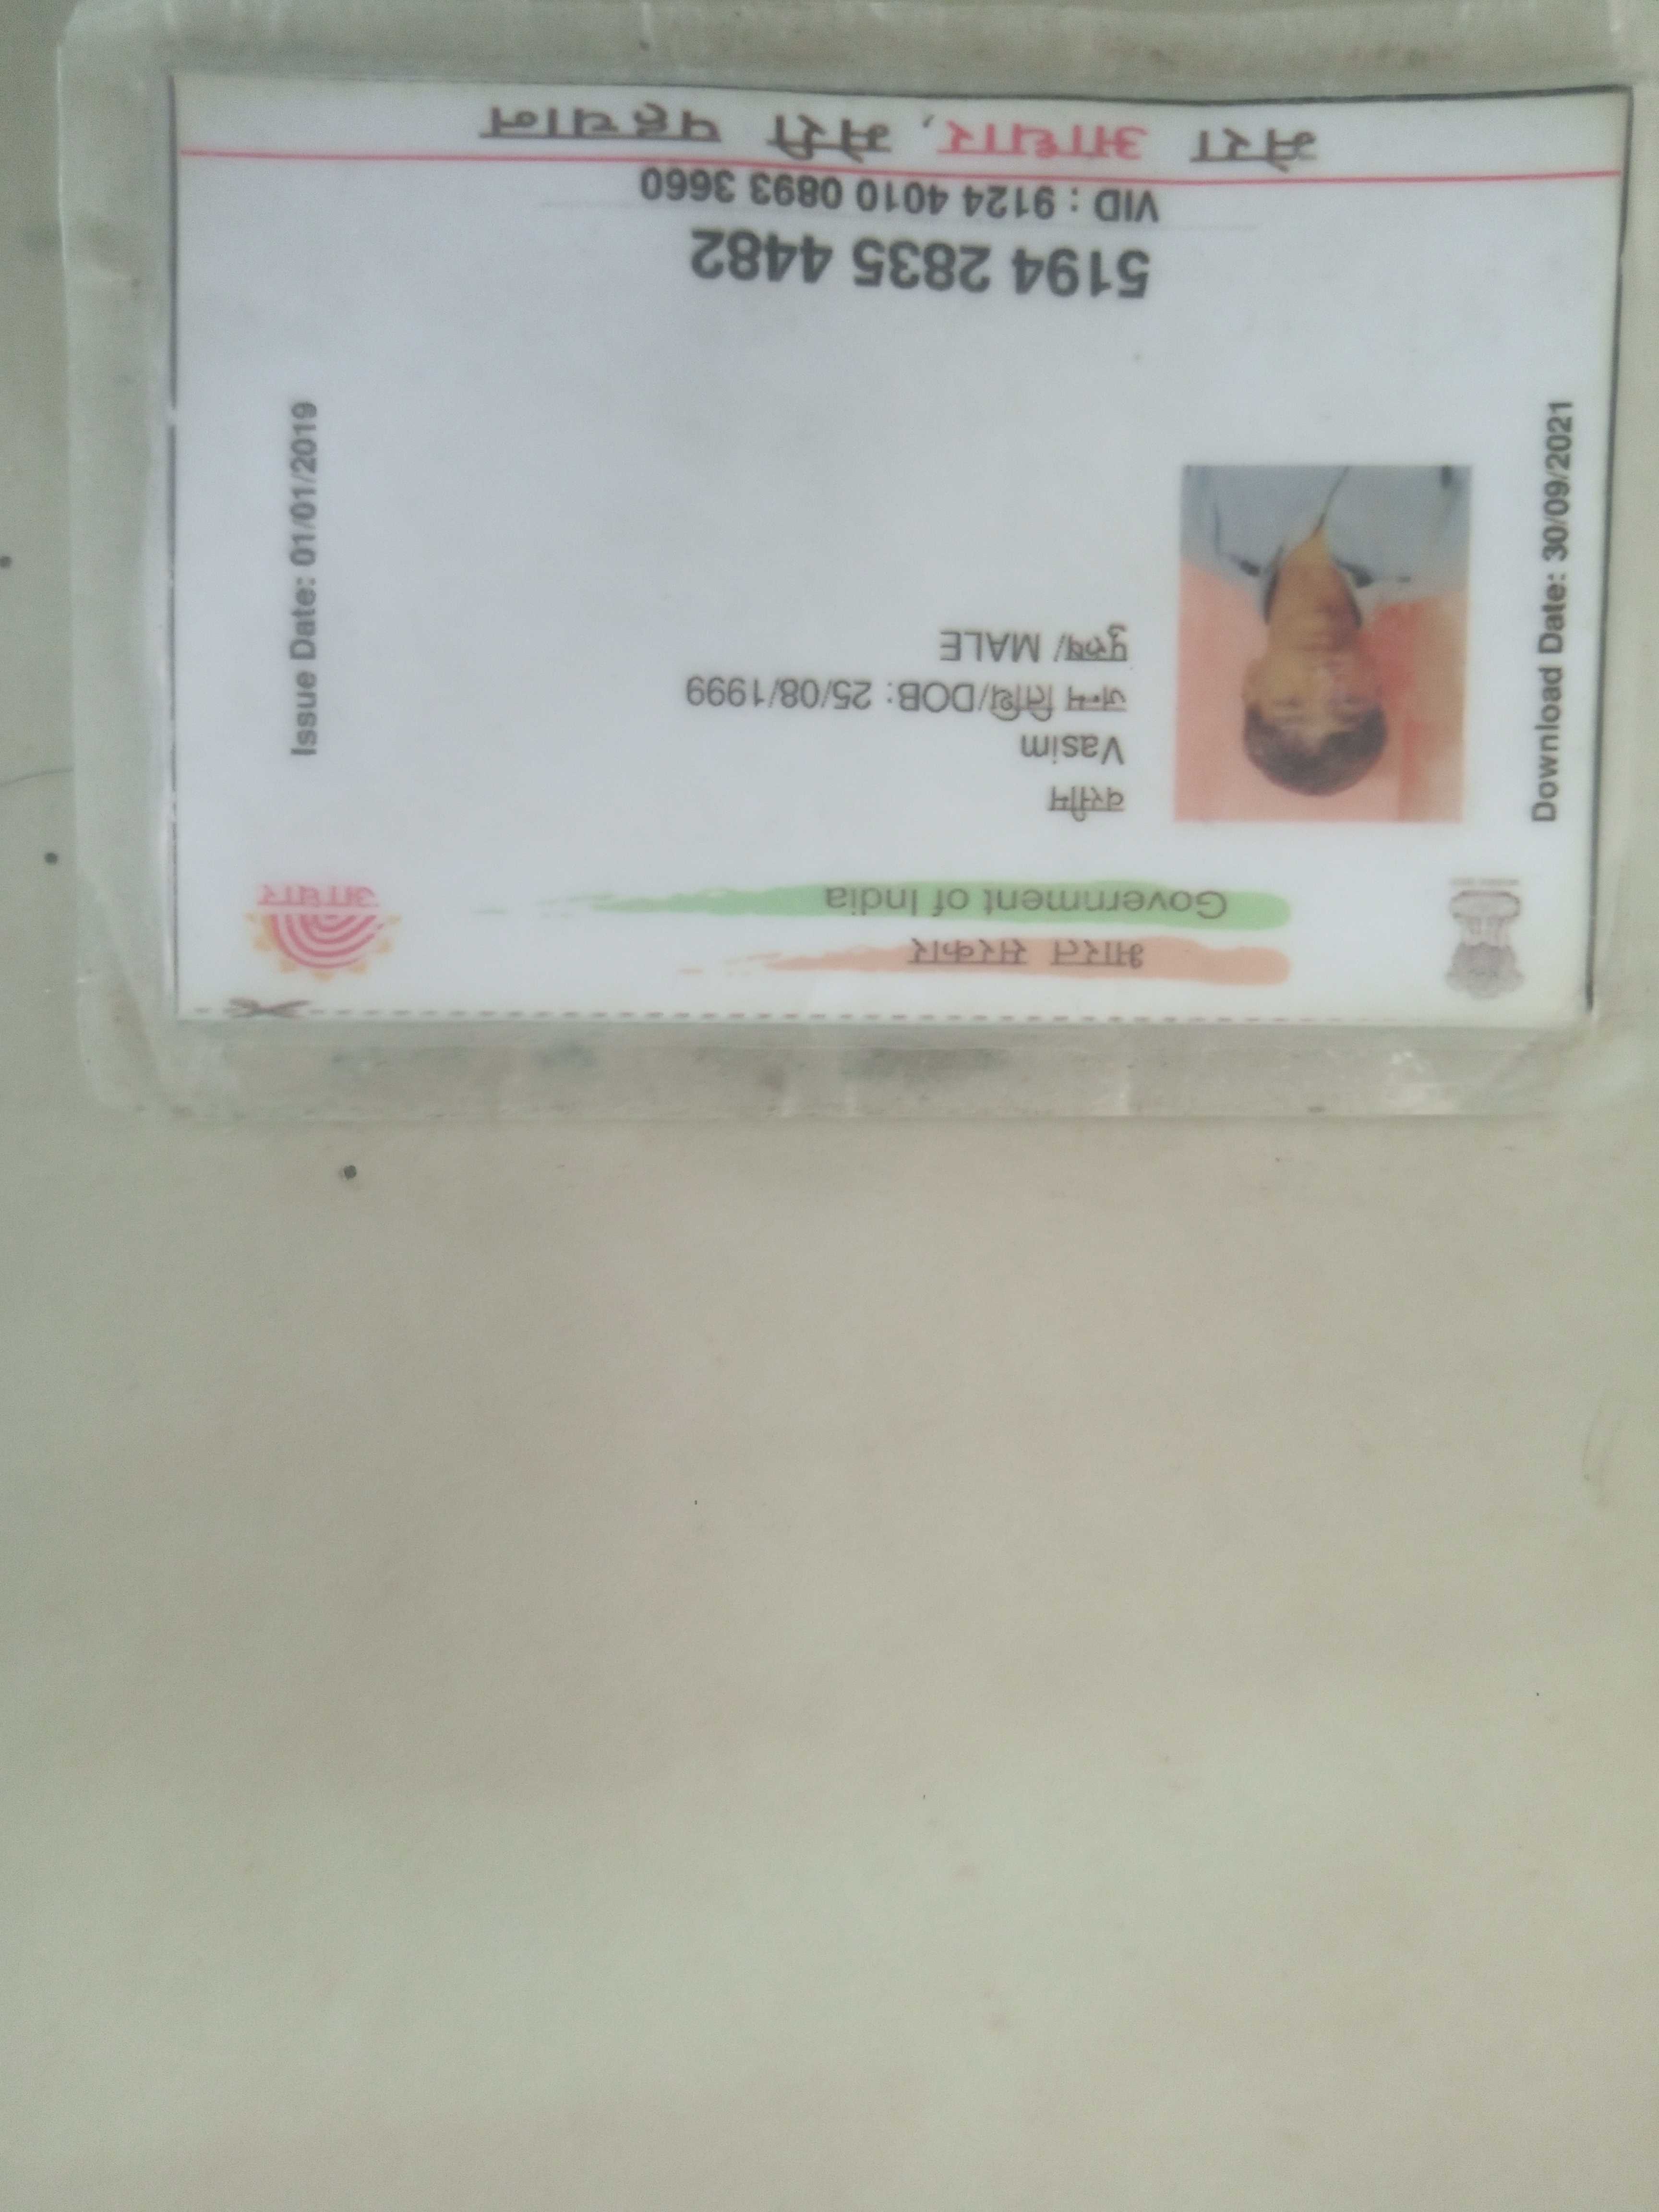 भारत सरकार
Government of India
आधार
वसीम
Vasim
जन्म तिथि/DOB: 25/08/1999
पुरुष/ MALE
Download Date: 30/09/2021
Issue Date: 01/01/2019
5194 2835 4482
VID : 9124 4010 0893 3660
मेरा आधार, मेरी पहचान